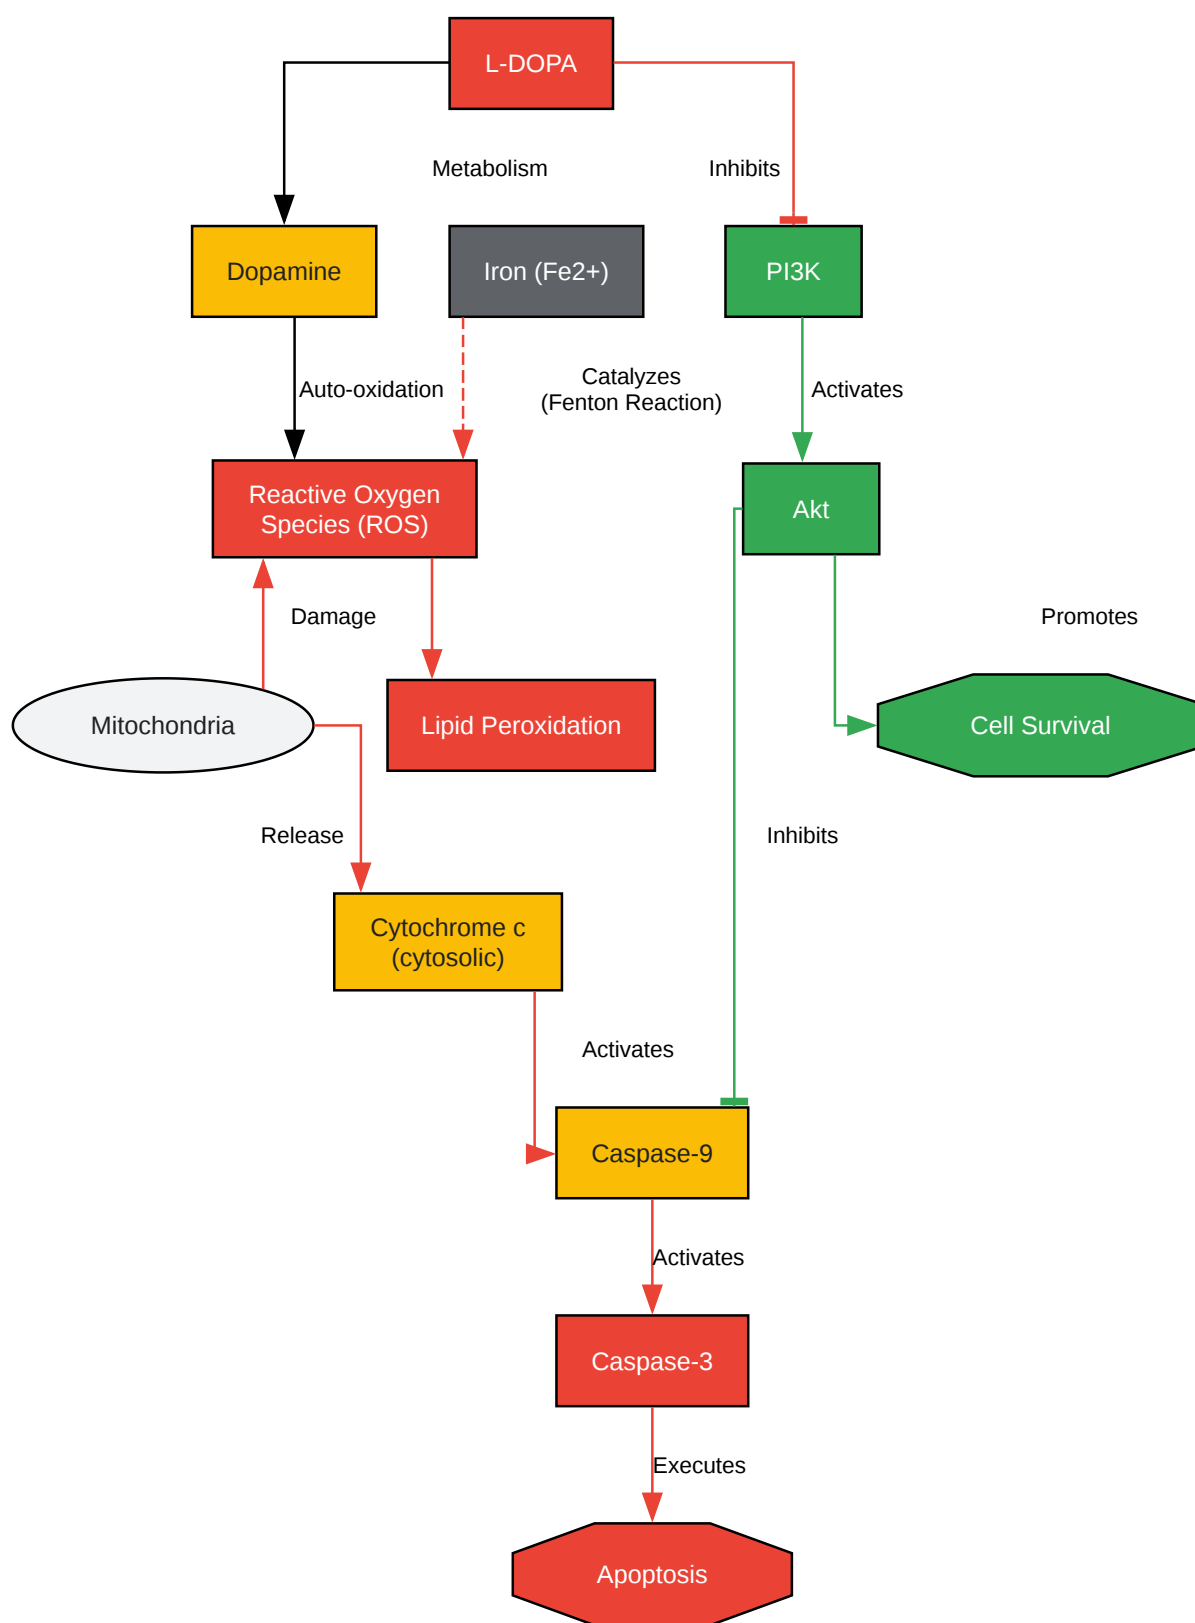 L-DOPA
Metabolism
Inhibits
Dopamine
Iron (Fe2+)
PI3K
Auto-oxidation
Catalyzes
(Fenton Reaction)
Activates
Reactive Oxygen
Species (ROS)
Akt
Damage
Promotes
Mitochondria
Lipid Peroxidation
Cell Survival
Release
Inhibits
Cytochrome c
(cytosolic)
Activates
Caspase-9
Activates
Caspase-3
Executes
Apoptosis